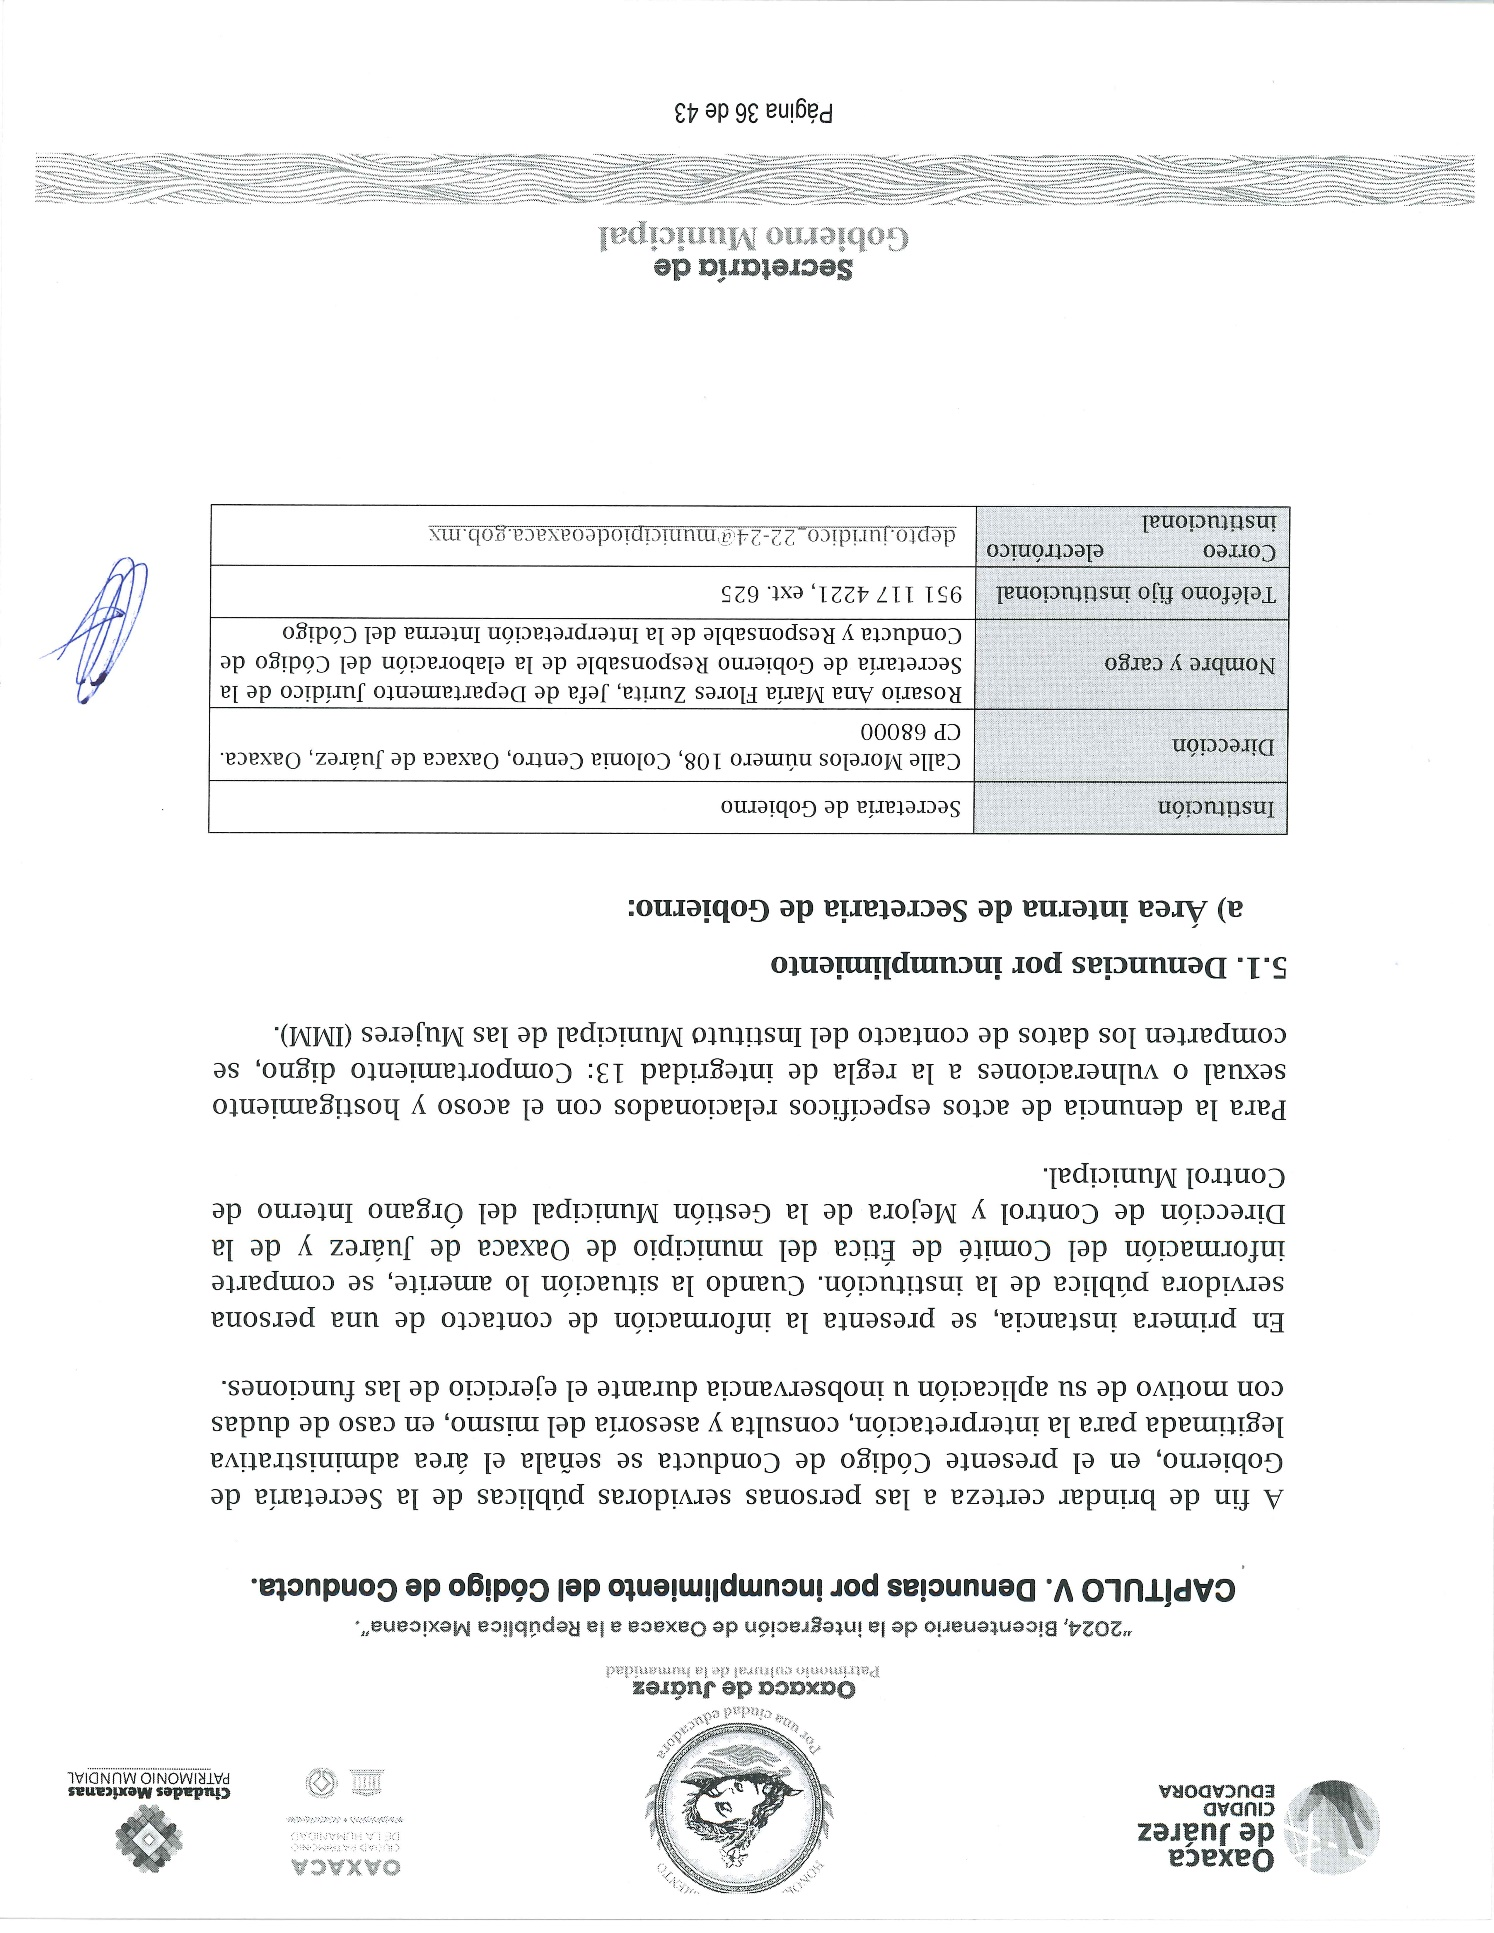 Oaxaca
de Juárez
CIUDAD
EDUCADORA
Por una ciudad educadora
Oaxaca de Juárez
Patrimonio cultural de la humanidad
OAXACA
CIUDAD PATRIMONIO
DE LA HUMANIDAD
Ciudades Mexicanas
PATRIMONIO MUNDIAL
"2024, Bicentenario de la integración de Oaxaca a la República Mexicana".
CAPÍTULO V. Denuncias por incumplimiento del Código de Conducta.
A fin de brindar certeza a las personas servidoras públicas de la Secretaría de
Gobierno, en el presente Código de Conducta se señala el área administrativa
legitimada para la interpretación, consulta y asesoría del mismo, en caso de dudas
con motivo de su aplicación u inobservancia durante el ejercicio de las funciones.
En primera instancia, se presenta la información de contacto de una persona
servidora pública de la institución. Cuando la situación lo amerite, se comparte
información del Comité de Ética del municipio de Oaxaca de Juárez y de la
Dirección de Control y Mejora de la Gestión Municipal del Órgano Interno de
Control Municipal.
Para la denuncia de actos específicos relacionados con el acoso y hostigamiento
sexual o vulneraciones a la regla de integridad 13: Comportamiento digno, se
comparten los datos de contacto del Instituto Municipal de las Mujeres (IMM).
5.1. Denuncias por incumplimiento
a) Área interna de Secretaria de Gobierno:
Institución
Secretaría de Gobierno
Dirección
Calle Morelos número 108, Colonia Centro, Oaxaca de Juárez, Oaxaca.
CP 68000
Nombre y cargo
Rosario Ana María Flores Zurita, Jefa de Departamento Jurídico de la
Secretaría de Gobierno Responsable de la elaboración del Código de
Conducta y Responsable de la Interpretación Interna del Código
Teléfono fijo institucional
951 117 4221, ext. 625
Correo electrónico
institucional
depto.juridico_22-24@municipiodeoaxaca.gob.mx
Secretaría de
Gobierno Municipal
Página 36 de 43